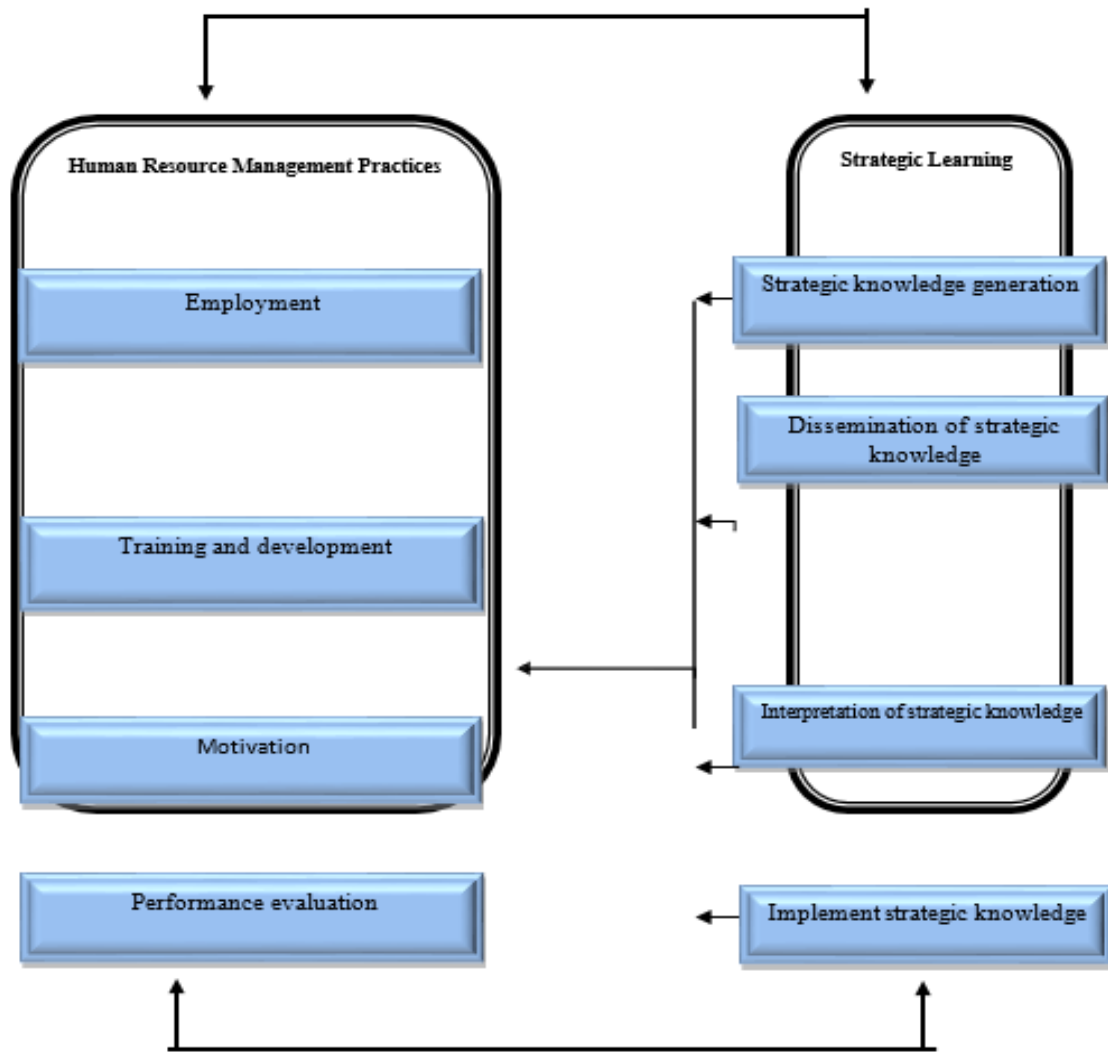 Human Resource Management Practices
Strategic Learning
Employment
Strategic knowledge generation
Dissemination of strategic
knowledge
Training and development
Interpretation of strategic knowledge
Motivation
Performance evaluation
Implement strategic knowledge